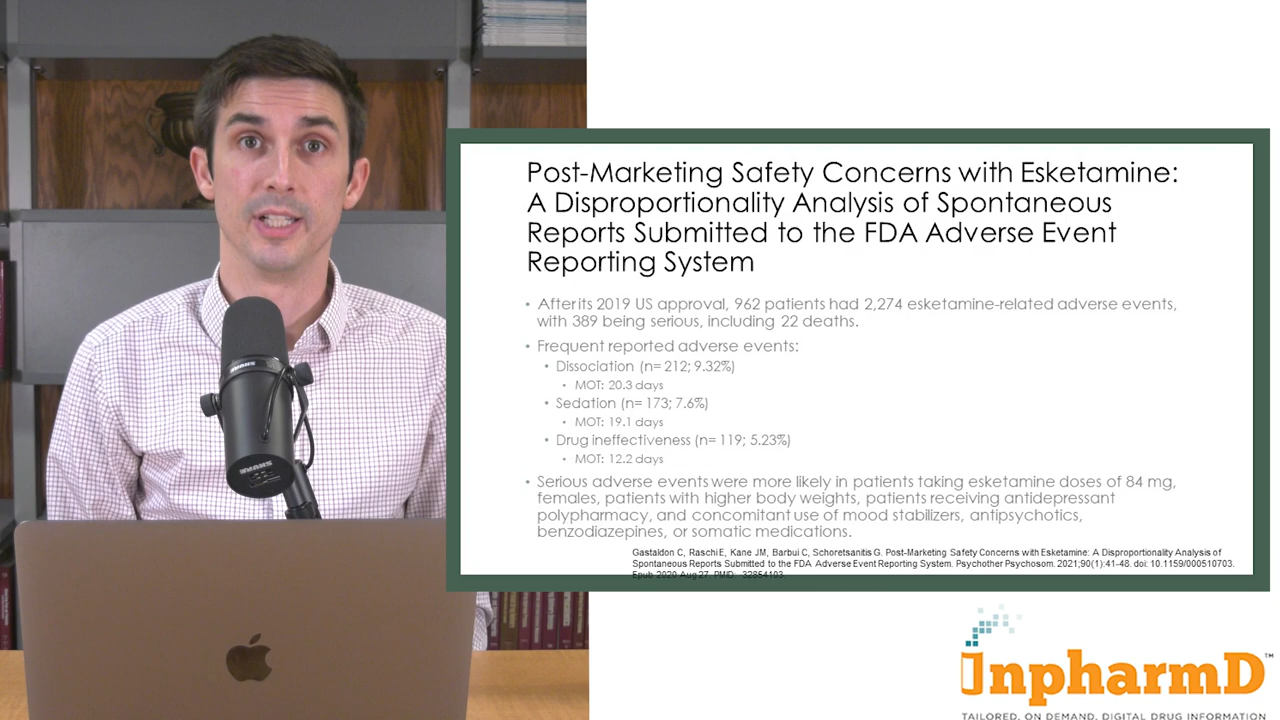 Post-Marketing Safety Concerns with Esketamine:
A Disproportionality Analysis of Spontaneous
Reports Submitted to the FDA Adverse Event
Reporting System
• After its 2019 US approval, 962 patients had 2,274 esketamine-related adverse events,
with 389 being serious, including 22 deaths.
• Frequent reported adverse events:
• Dissociation (n= 212; 9.32%)
• MOT: 20.3 days
• Sedation (n= 173; 7.6%)
• MOT: 19.1 days
• Drug ineffectiveness (n= 119; 5.23%)
• MOT: 12.2 days
• Serious adverse events were more likely in patients taking esketamine doses of 84 mg,
females, patients with higher body weights, patients receiving antidepressant
polypharmacy, and concomitant use of mood stabilizers, antipsychotics,
benzodiazepines, or somatic medications.
Gastaldon C, Raschi E, Kane JM, Barbui C, Schoretsanitis G. Post-Marketing Safety Concerns with Esketamine: A Disproportionality Analysis of
Spontaneous Reports Submitted to the FDA Adverse Event Reporting System. Psychother Psychosom. 2021;90(1):41-48. doi: 10.1159/000510703.
Epub 2020 Aug 27. PMID: 32854103.
SHURE
InpharmD™
TAILORED, ON DEMAND, DIGITAL DRUG INFORMATION